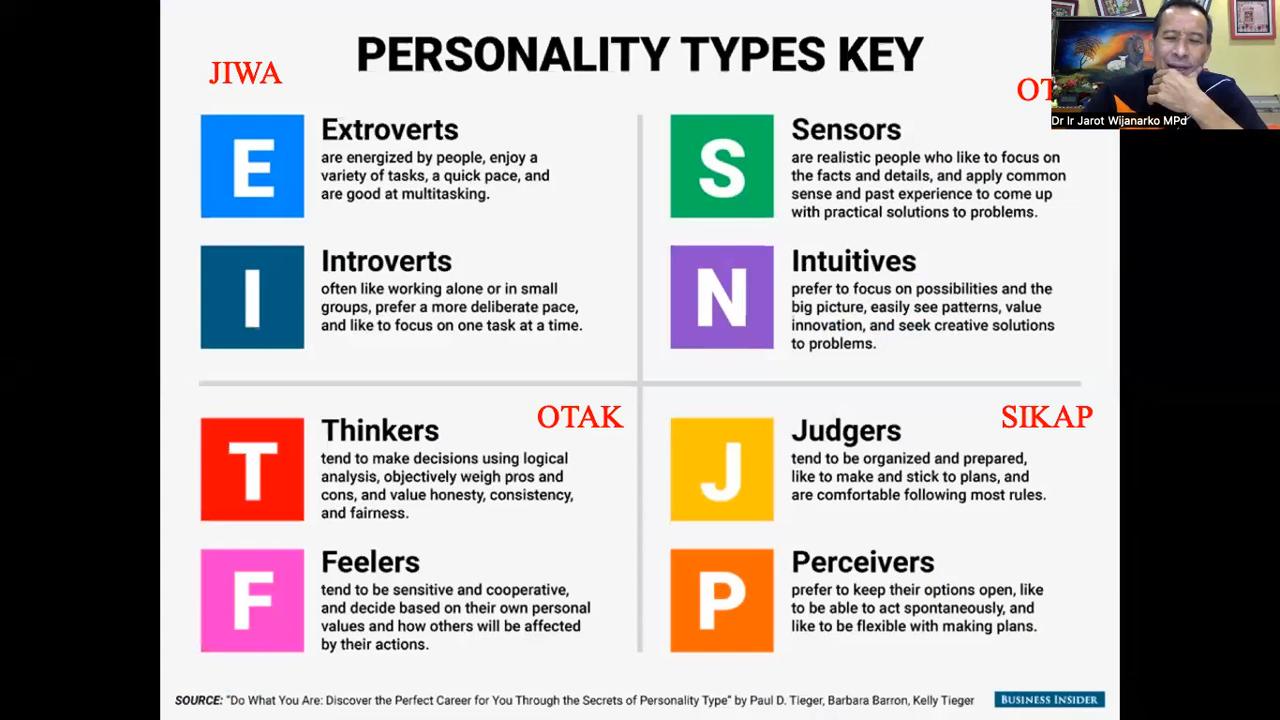 PERSONALITY TYPES KEY
JIWA
Dr Ir Jarot Wijanarko MPd
E
Extroverts
are energized by people, enjoy a
variety of tasks, a quick pace, and
are good at multitasking.
I
Introverts
often like working alone or in small
groups, prefer a more deliberate pace,
and like to focus on one task at a time.
S
Sensors
are realistic people who like to focus on
the facts and details, and apply common
sense and past experience to come up
with practical solutions to problems.
N
Intuitives
prefer to focus on possibilities and the
big picture, easily see patterns, value
innovation, and seek creative solutions
to problems.
OTAK
T
Thinkers
tend to make decisions using logical
analysis, objectively weigh pros and
cons, and value honesty, consistency,
and fairness.
F
Feelers
tend to be sensitive and cooperative,
and decide based on their own personal
values and how others will be affected
by their actions.
SIKAP
J
Judgers
tend to be organized and prepared,
like to make and stick to plans, and
are comfortable following most rules.
P
Perceivers
prefer to keep their options open, like
to be able to act spontaneously, and
like to be flexible with making plans.
SOURCE: "Do What You Are: Discover the Perfect Career for You Through the Secrets of Personality Type" by Paul D. Tieger, Barbara Barron, Kelly Tieger
BUSINESS INSIDER